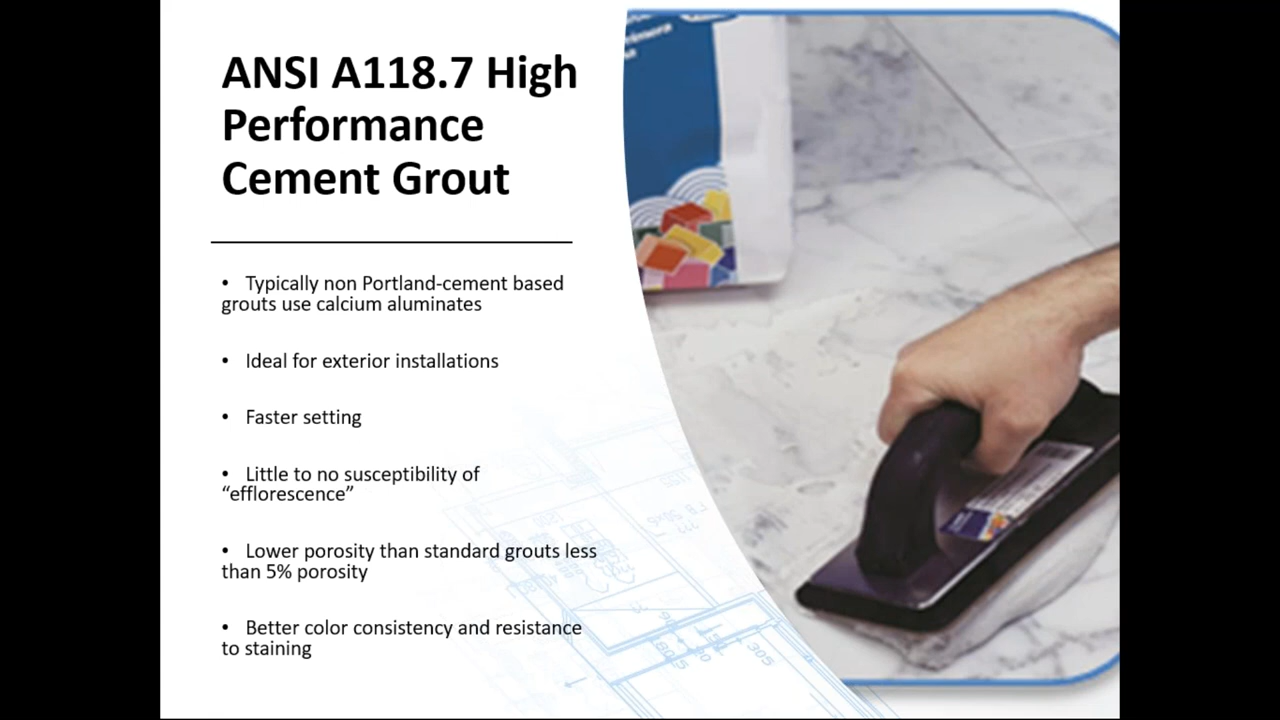 ANSI A118.7 High
Performance
Cement Grout
• Typically non Portland-cement based
grouts use calcium aluminates
• Ideal for exterior installations
• Faster setting
• Little to no susceptibility of
“efflorescence”
• Lower porosity than standard grouts less
than 5% porosity
• Better color consistency and resistance
to staining
305